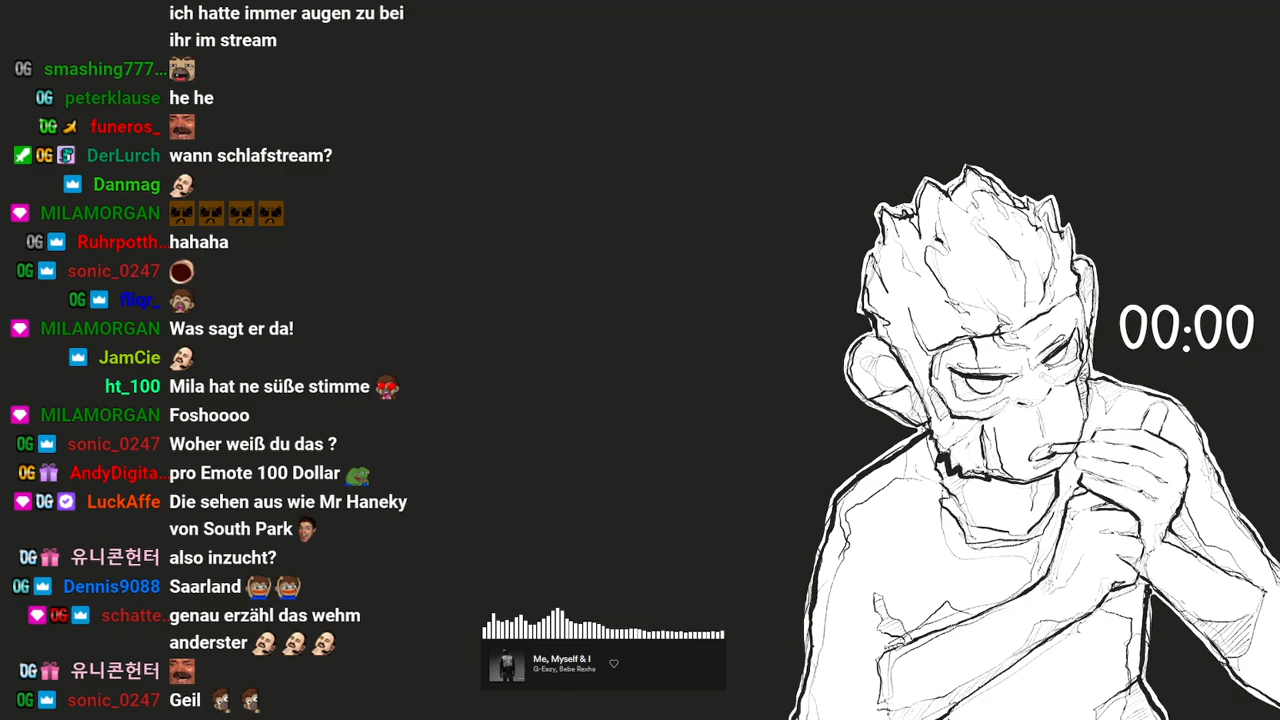 ich hatte immer augen zu bei
ihr im stream
OG smashing777...
OG peterklause he he
OG funeros_
OG DerLurch wann schlafstream?
Danmag
MILAMORGAN
OG Ruhrpotth... hahaha
OG sonic_0247
OG fliqr_
MILAMORGAN Was sagt er da!
JamCie
ht_100 Mila hat ne süße stimme
MILAMORGAN Foshoooo
OG sonic_0247 Woher weiß du das ?
OG AndyDigita... pro Emote 100 Dollar
OG LuckAffe Die sehen aus wie Mr Haneky
von South Park
OG 유니콘헌터 also inzucht?
OG Dennis9088 Saarland
OG schatte... genau erzähl das wehm
anderster
OG 유니콘헌터
OG sonic_0247 Geil
00:00
Me, Myself & I
G-Eazy, Bebe Rexha